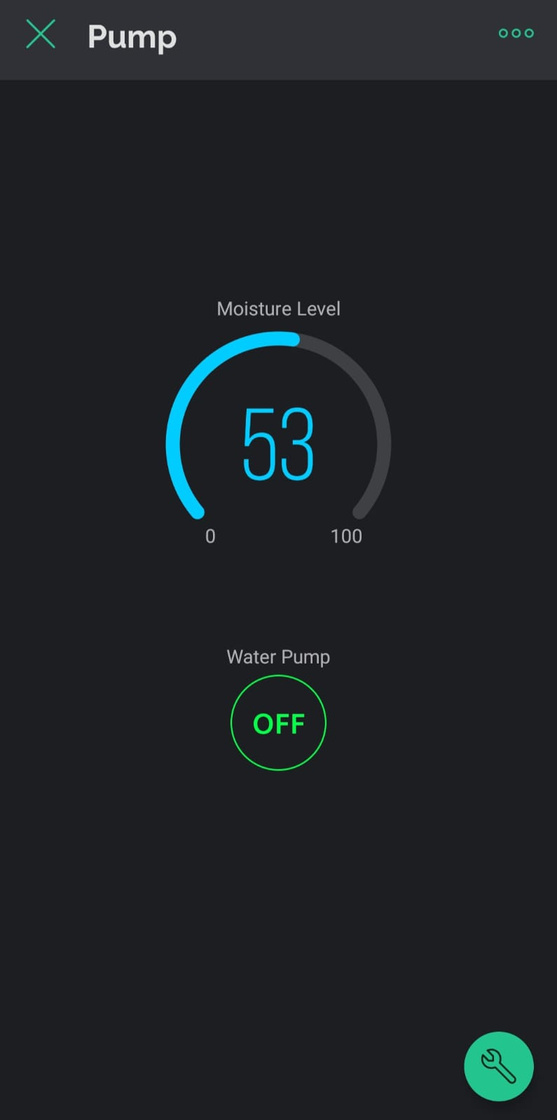 Pump
Moisture Level
53
0 100
Water Pump
OFF